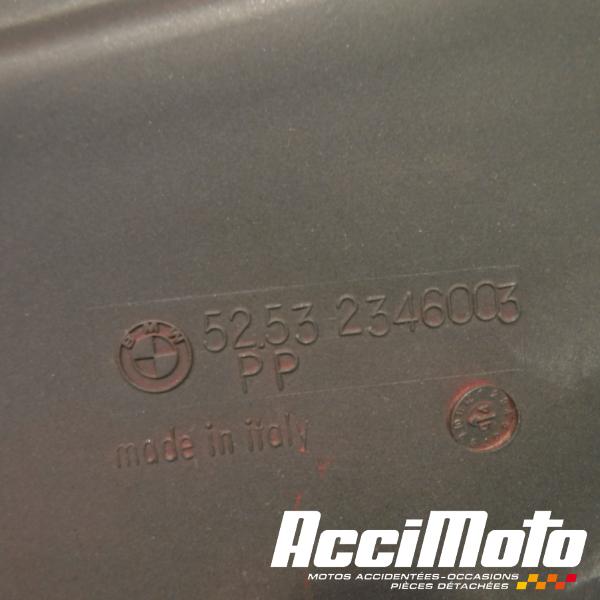 BMW
52.53 2346003
PP
made in italy
AcciMoto
MOTOS ACCIDENTÉES-OCCASIONS
PIÈCES DÉTACHÉES